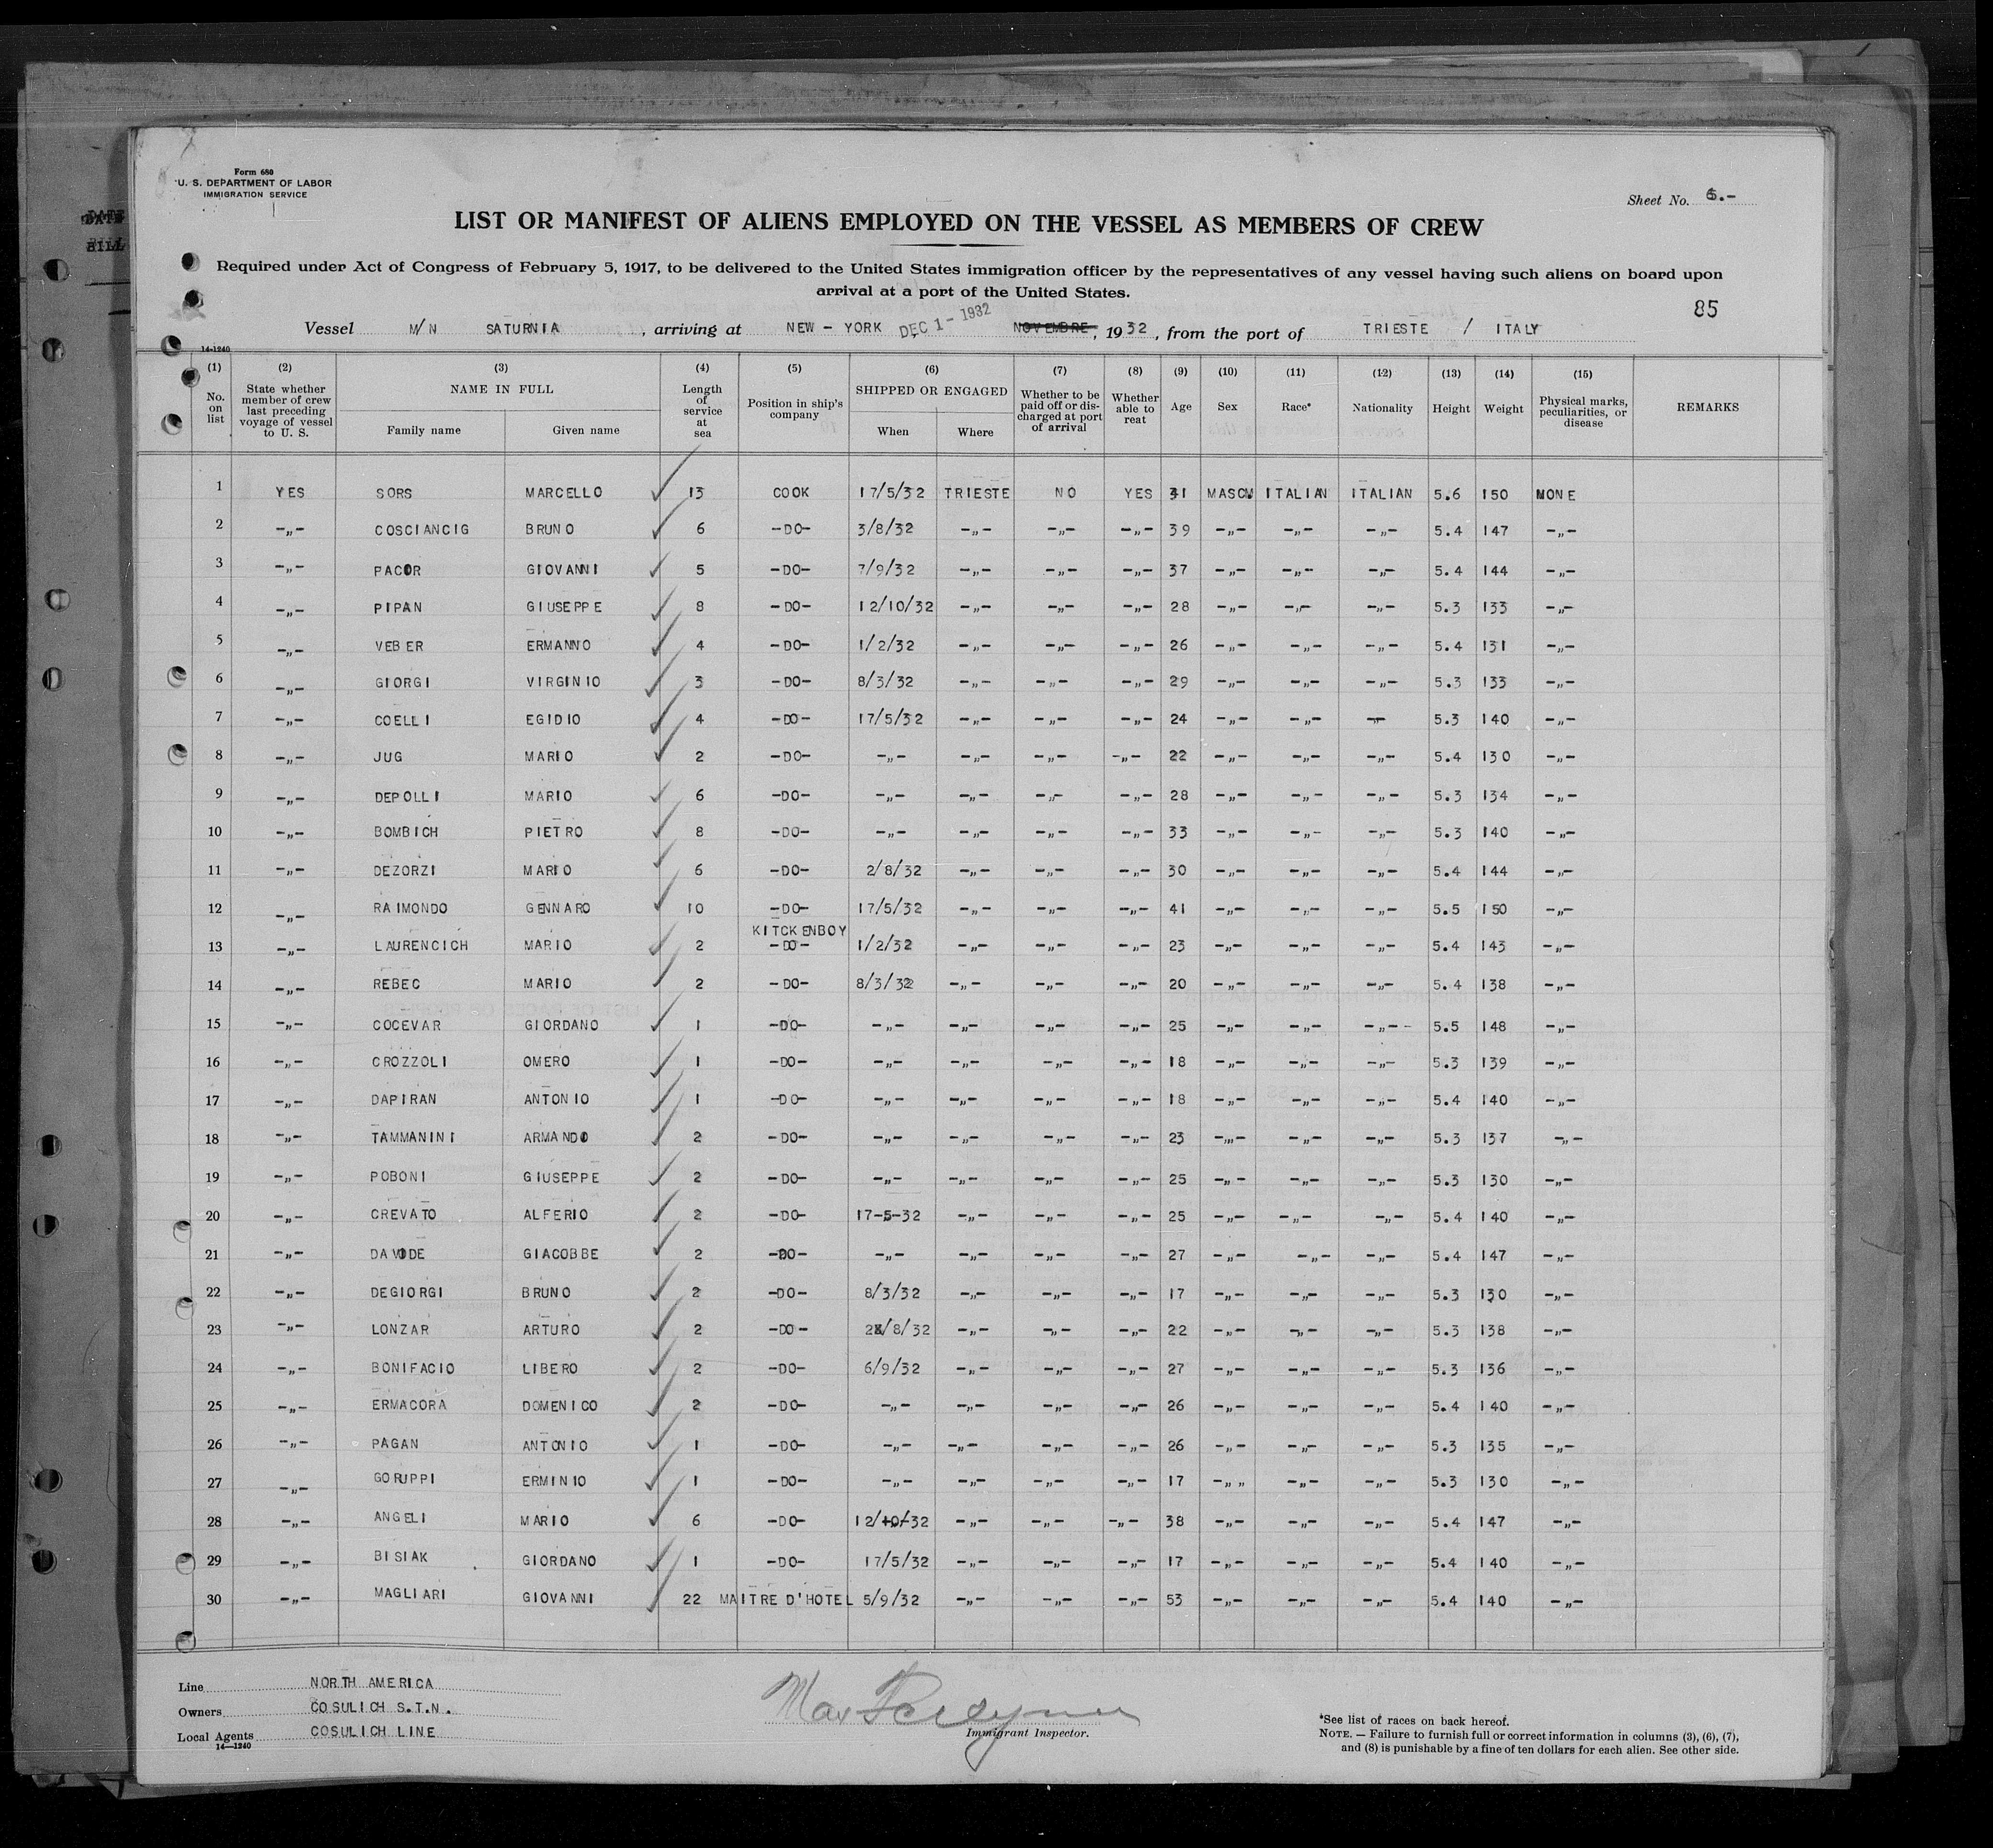 Form 680
U. S. DEPARTMENT OF LABOR
IMMIGRATION SERVICE
Sheet No. 6.-
LIST OR MANIFEST OF ALIENS EMPLOYED ON THE VESSEL AS MEMBERS OF CREW
Required under Act of Congress of February 5, 1917, to be delivered to the United States immigration officer by the representatives of any vessel having such aliens on board upon
arrival at a port of the United States.
85
Vessel M/N SATURNIA, arriving at NEW-YORK DEC 1-1932 NOVEMBRE, 1932, from the port of TRIESTE / ITALY
14-1240
(1) No. on list (2) State whether member of crew last preceding voyage of vessel to U. S. (3) NAME IN FULL Family name Given name (4) Length of service at sea (5) Position in ship's company (6) SHIPPED OR ENGAGED When Where (7) Whether to be paid off or discharged at port of arrival (8) Whether able to reat (9) Age (10) Sex (11) Race* (12) Nationality (13) Height (14) Weight (15) Physical marks, peculiarities, or disease REMARKS
1 YES SORS MARCELLO 13 COOK 17/5/32 TRIESTE NO YES 31 MASCM ITALIAN ITALIAN 5.6 150 NONE
2 -„- COSCIANCIG BRUNO 6 -DO- 3/8/32 -„- -„- -„- 39 -„- -„- -„- 5.4 147 -„-
3 -„- PACOR GIOVANNI 5 -DO- 7/9/32 -„- -„- -„- 37 -„- -„- -„- 5.4 144 -„-
4 -„- PIPAN GIUSEPPE 8 -DO- 12/10/32 -„- -„- -„- 28 -„- -„- -„- 5.3 133 -„-
5 -„- VEBER ERMANNO 4 -DO- 1/2/32 -„- -„- -„- 26 -„- -„- -„- 5.4 131 -„-
6 -„- GIORGI VIRGINIO 3 -DO- 8/3/32 -„- -„- -„- 29 -„- -„- -„- 5.3 133 -„-
7 -„- COELLI EGIDIO 4 -DO- 17/5/32 -„- -„- -„- 24 -„- -„- -„- 5.3 140 -„-
8 -„- JUG MARIO 2 -DO- -„- -„- -„- -„- 22 -„- -„- -„- 5.4 130 -„-
9 -„- DEPOLLI MARIO 6 -DO- -„- -„- -„- -„- 28 -„- -„- -„- 5.3 134 -„-
10 -„- BOMBICH PIETRO 8 -DO- -„- -„- -„- -„- 33 -„- -„- -„- 5.3 140 -„-
11 -„- DEZORZI MARIO 6 -DO- 2/8/32 -„- -„- -„- 30 -„- -„- -„- 5.4 144 -„-
12 -„- RAIMONDO GENNARO 10 -DO- 17/5/32 -„- -„- -„- 41 -„- -„- -„- 5.5 150 -„-
KITCKENBOY
13 -„- LAURENCICH MARIO 2 -DO- 1/2/32 -„- -„- -„- 23 -„- -„- -„- 5.4 143 -„-
14 -„- REBEC MARIO 2 -DO- 8/3/32 -„- -„- -„- 20 -„- -„- -„- 5.4 138 -„-
15 -„- COCEVAR GIORDANO 1 -DO- -„- -„- -„- -„- 25 -„- -„- -„-- 5.5 148 -„-
16 -„- CROZZOLI OMERO 1 -DO- -„- -„- -„- -„- 18 -„- -„- -„- 5.3 139 -„-
17 -„- DAPIRAN ANTONIO 1 -DO- -„- -„- -„- -„- 18 -„- -„- -„- 5.4 140 -„-
18 -„- TAMMANINI ARMANDO 2 -DO- -„- -„- -„- -„- 23 -„- -„- -„- 5.3 137 -„-
19 -„- POBONI GIUSEPPE 2 -DO- -„- -„- -„- -„- 25 -„- -„- -„- 5.3 130 -„-
20 -„- CREVATO ALFERIO 2 -DO- 17-5-32 -„- -„- -„- 25 -„- -„- -„- 5.4 140 -„-
21 -„- DAVIDE GIACOBBE 2 -DO- -„- -„- -„- -„- 27 -„- -„- -„- 5.4 147 -„-
22 -„- DEGIORGI BRUNO 2 -DO- 8/3/32 -„- -„- -„- 17 -„- -„- -„- 5.3 130 -„-
23 -„- LONZAR ARTURO 2 -DO- /8/32 -„- -„- -„- 22 -„- -„- -„- 5.3 138 -„-
24 -„- BONIFACIO LIBERO 2 -DO- 6/9/32 -„- -„- -„- 27 -„- -„- -„- 5.3 136 -„-
25 -„- ERMACORA DOMENICO 2 -DO- -„- -„- -„- -„- 26 -„- -„- -„- 5.4 140 -„-
26 -„- PAGAN ANTONIO 1 -DO- -„- -„- -„- -„- 26 -„- -„- -„- 5.3 135 -„-
27 -„- GORUPPI ERMINIO 1 -DO- -„- -„- -„- -„- 17 -„„ -„- -„- 5.3 130 -„-
28 -„- ANGELI MARIO 6 -DO- 12/10/32 -„- -„- -„- 38 -„- -„- -„- 5.4 147 -„-
29 -„- BISIAK GIORDANO 1 -DO- 17/5/32 -„- -„- -„- 17 -„- -„- -„- 5.4 140 -„-
30 -„- MAGLIARI GIOVANNI 22 MAITRE D'HOTEL 5/9/32 -„- -„- -„- 53 -„- -„- -„- 5.4 140 -„-
Line NORTH AMERICA
Owners COSULICH S.T.N.
Local Agents COSULICH LINE
14—1240
Max
Immigrant Inspector.
*See list of races on back hereof.
NOTE. — Failure to furnish full or correct information in columns (3), (6), (7),
and (8) is punishable by a fine of ten dollars for each alien. See other side.